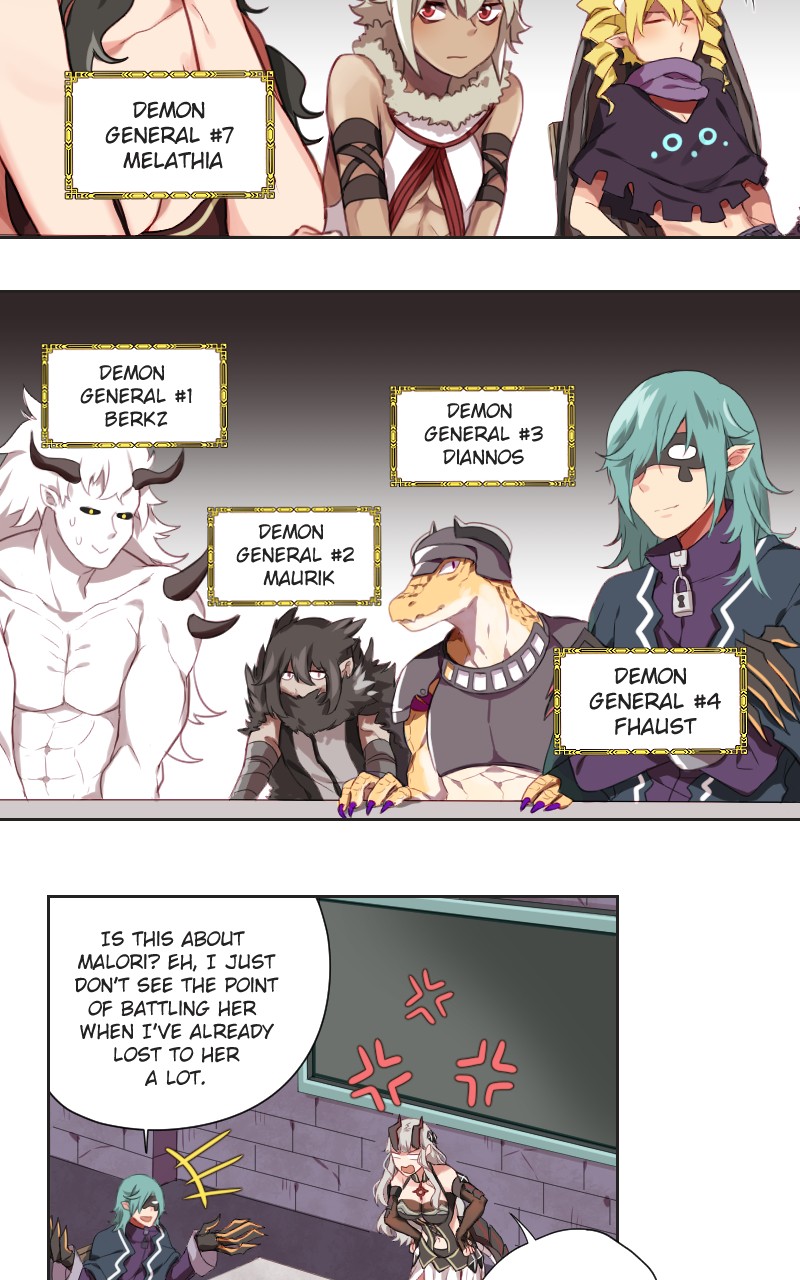 DEMON
GENERAL #7
MELATHIA
DEMON
GENERAL #1
BERKZ
DEMON
GENERAL #2
MAURIK
DEMON
GENERAL #3
DIANNOS
DEMON
GENERAL #4
FHAUST
IS THIS ABOUT
MALORI? EH, I JUST
DON'T SEE THE POINT
OF BATTLING HER
WHEN I'VE ALREADY
LOST TO HER
A LOT.